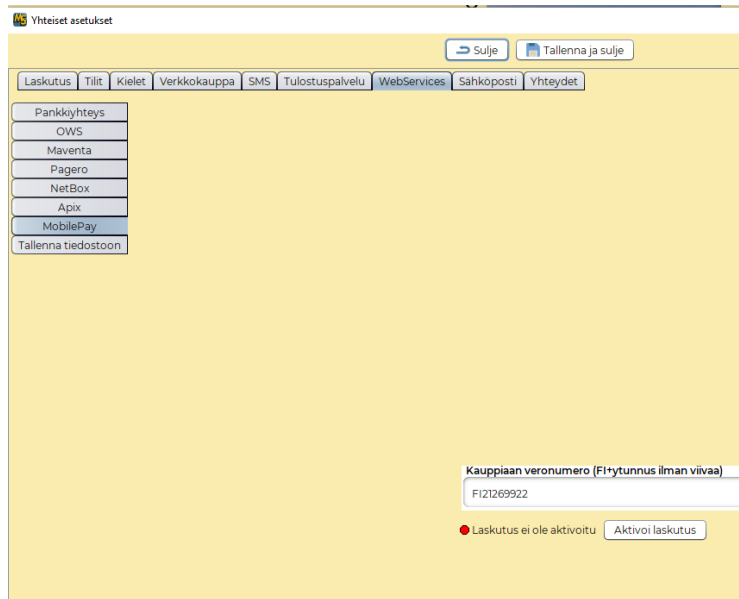 MS Yhteiset asetukset
Sulje Tallenna ja sulje
Laskutus Tilit Kielet Verkkokauppa SMS Tulostuspalvelu WebServices Sähköposti Yhteydet
Pankkiyhteys
OWS
Maventa
Pagero
NetBox
Apix
MobilePay
Tallenna tiedostoon
Kauppiaan veronumero (FI+ytunnus ilman viivaa)
FI21269922
Laskutus ei ole aktivoitu Aktivoi laskutus